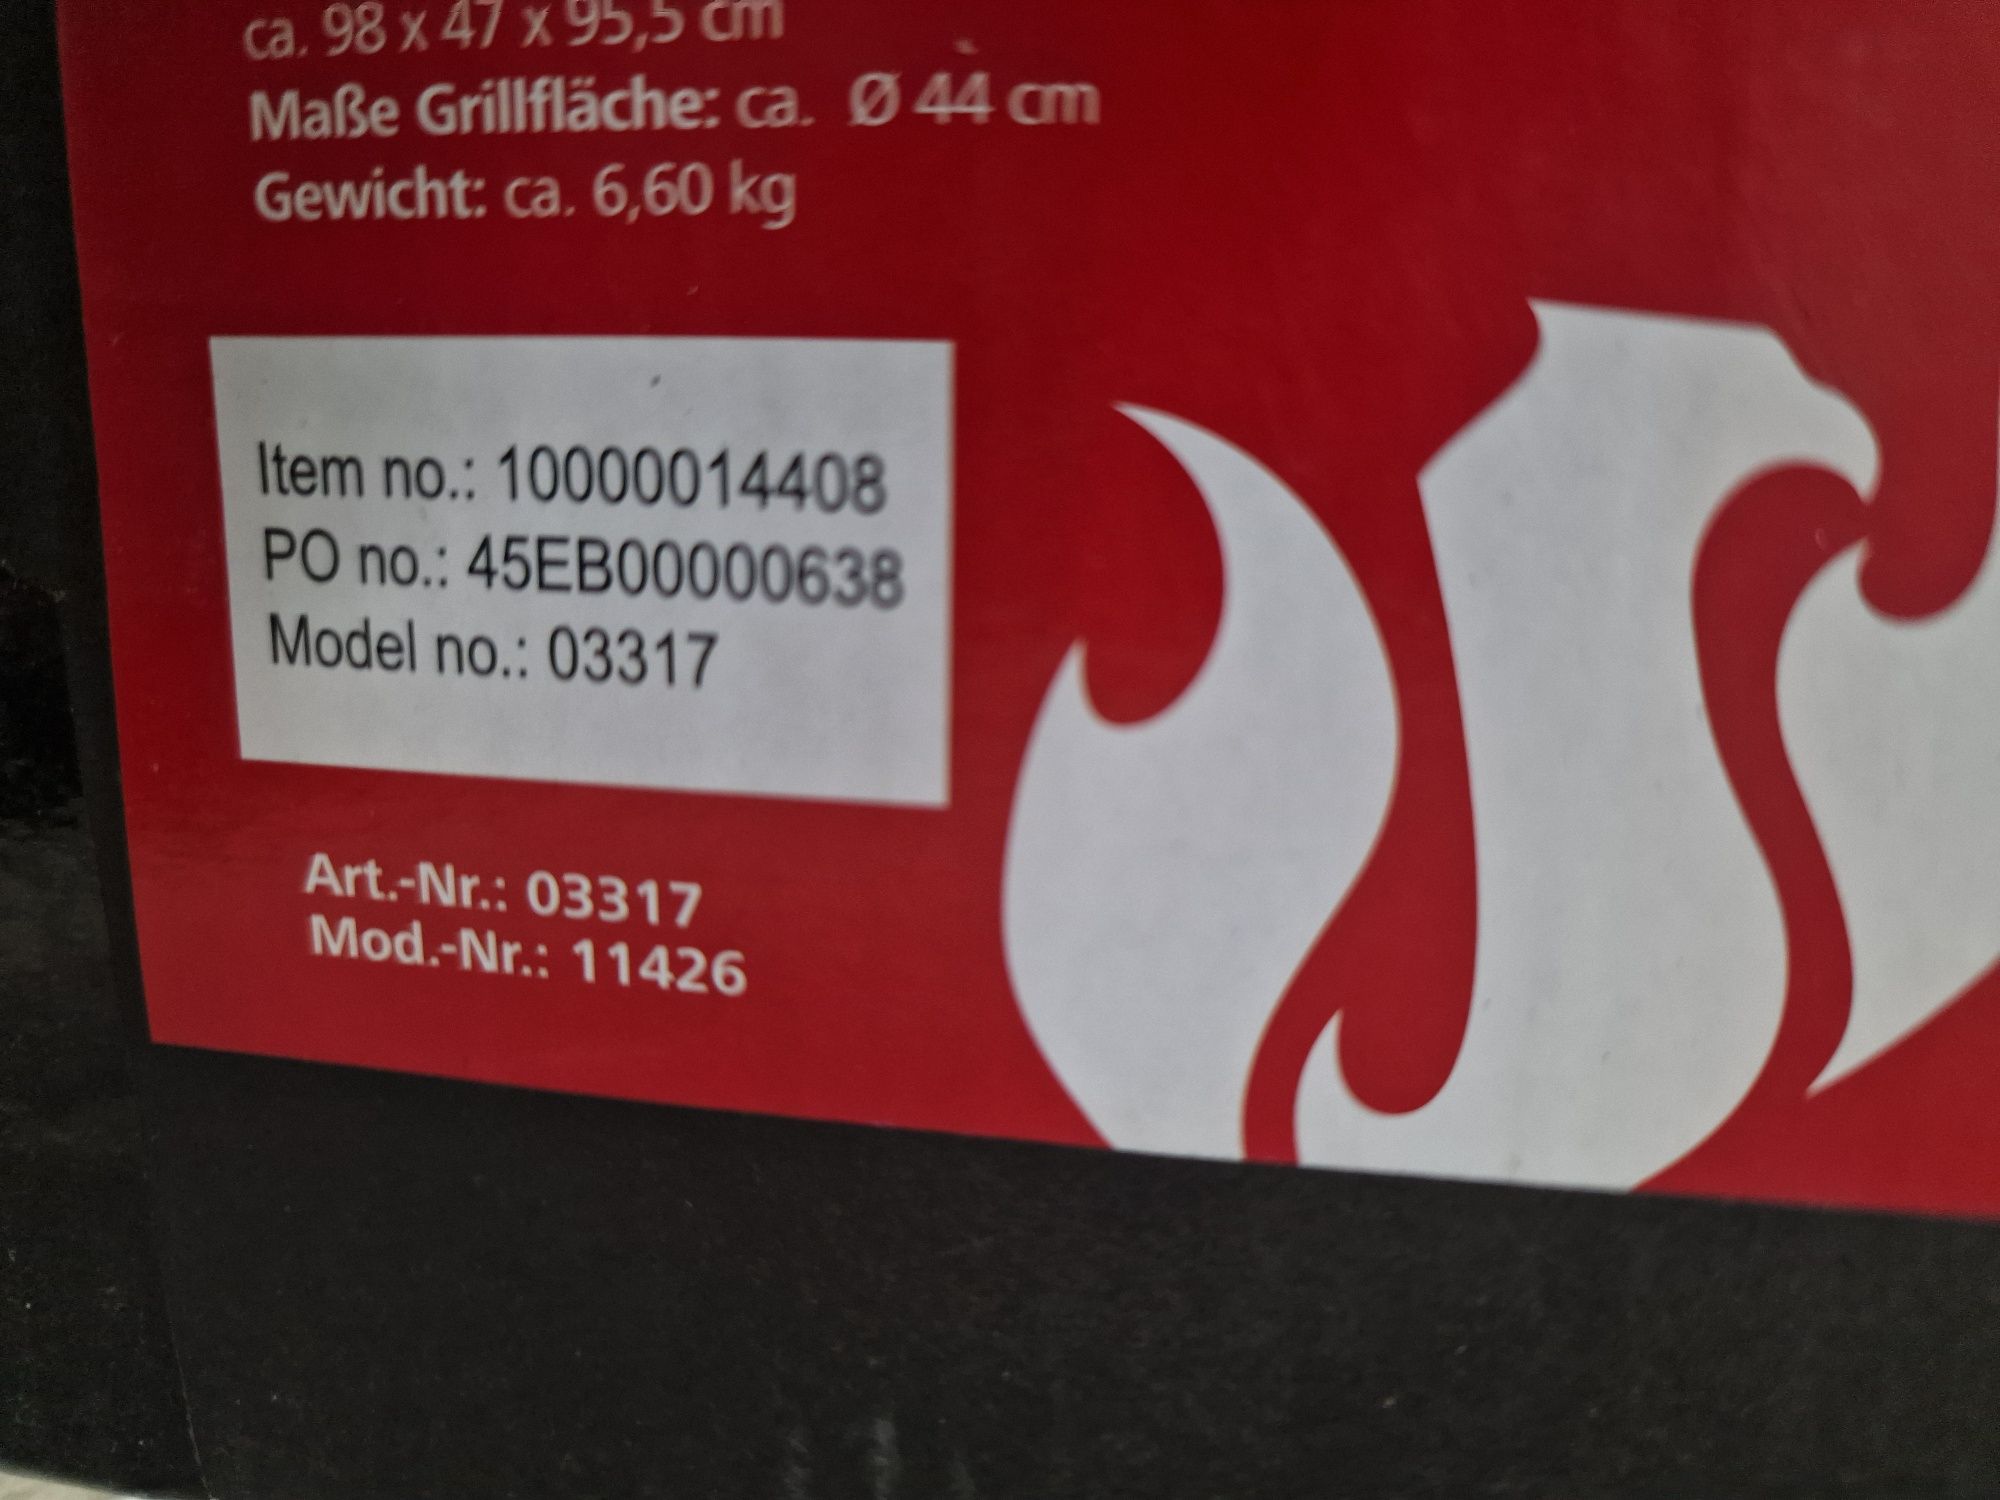 ca. 98 x 47 x 95,5 cm
Maße Grillfläche: ca. Ø 44 cm
Gewicht: ca. 6,60 kg
Item no.: 10000014408
PO no.: 45EB00000638
Model no.: 03317
Art.-Nr.: 03317
Mod.-Nr.: 11426